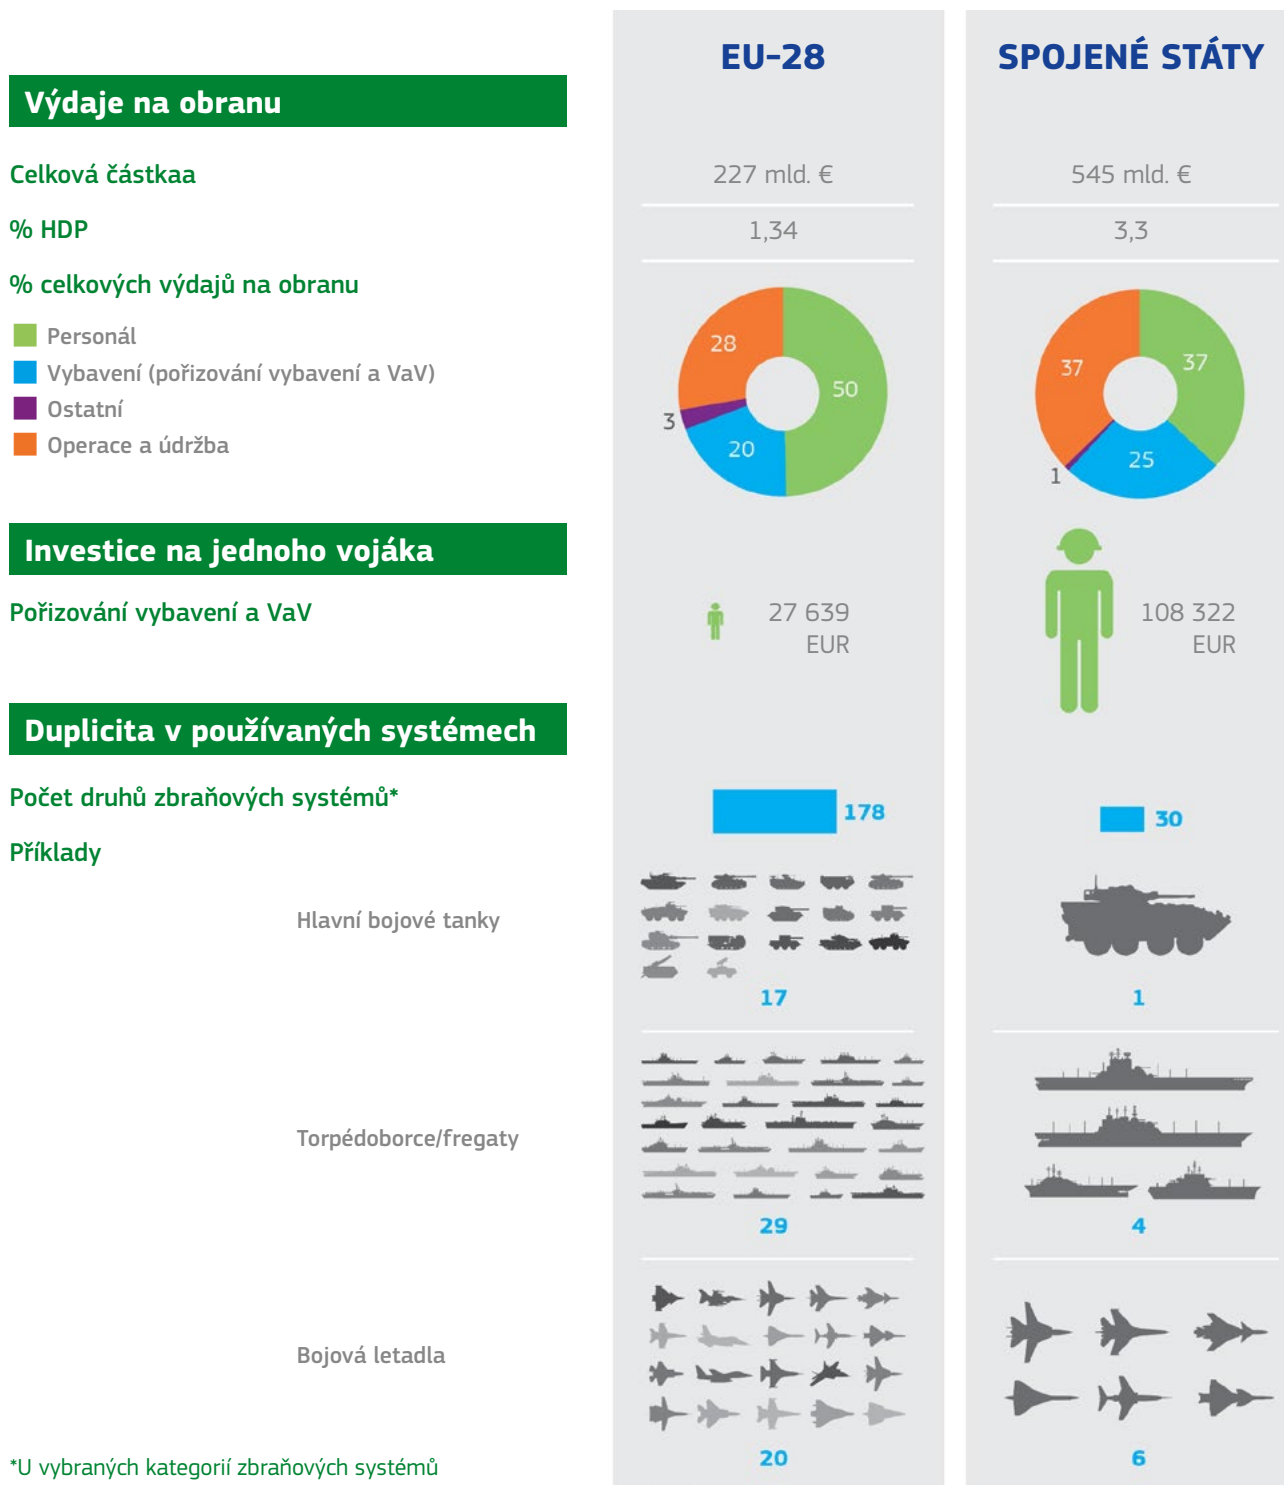 EU-28
SPOJENÉ STÁTY
Výdaje na obranu
Celková částkaa
227 mld. €
545 mld. €
% HDP
1,34
3,3
% celkových výdajů na obranu
Personál
Vybavení (pořizování vybavení a VaV)
Ostatní
Operace a údržba
28
50
3
20
37
37
25
1
Investice na jednoho vojáka
Pořizování vybavení a VaV
27 639
EUR
108 322
EUR
Duplicita v používaných systémech
Počet druhů zbraňových systémů*
178
30
Příklady
Hlavní bojové tanky
17
1
Torpédoborce/fregaty
29
4
Bojová letadla
20
6
*U vybraných kategorií zbraňových systémů